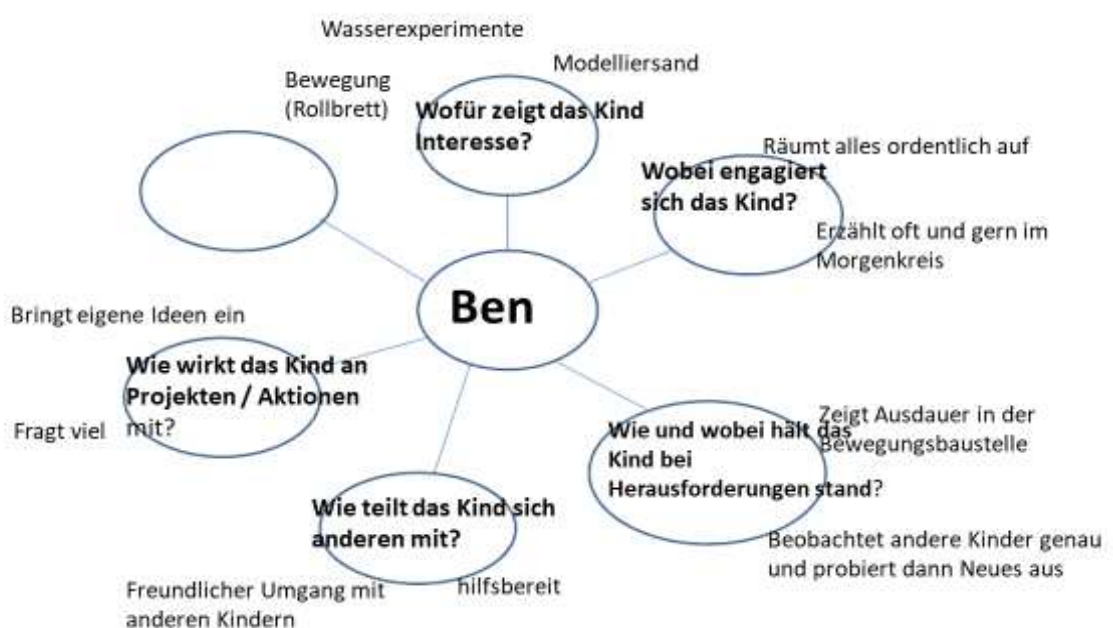 Wasserexperimente
Modelliersand
Bewegung
(Rollbrett)
Wofür zeigt das Kind
Interesse?
Räumt alles ordentlich auf
Wobei engagiert
sich das Kind?
Erzählt oft und gern im
Morgenkreis
Ben
Bringt eigene Ideen ein
Wie wirkt das Kind an
Projekten / Aktionen
mit?
Fragt viel
Zeigt Ausdauer in der
Bewegungsbaustelle
Wie und wobei hält das
Kind bei
Herausforderungen stand?
Beobachtet andere Kinder genau
und probiert dann Neues aus
Wie teilt das Kind sich
anderen mit?
hilfsbereit
Freundlicher Umgang mit
anderen Kindern